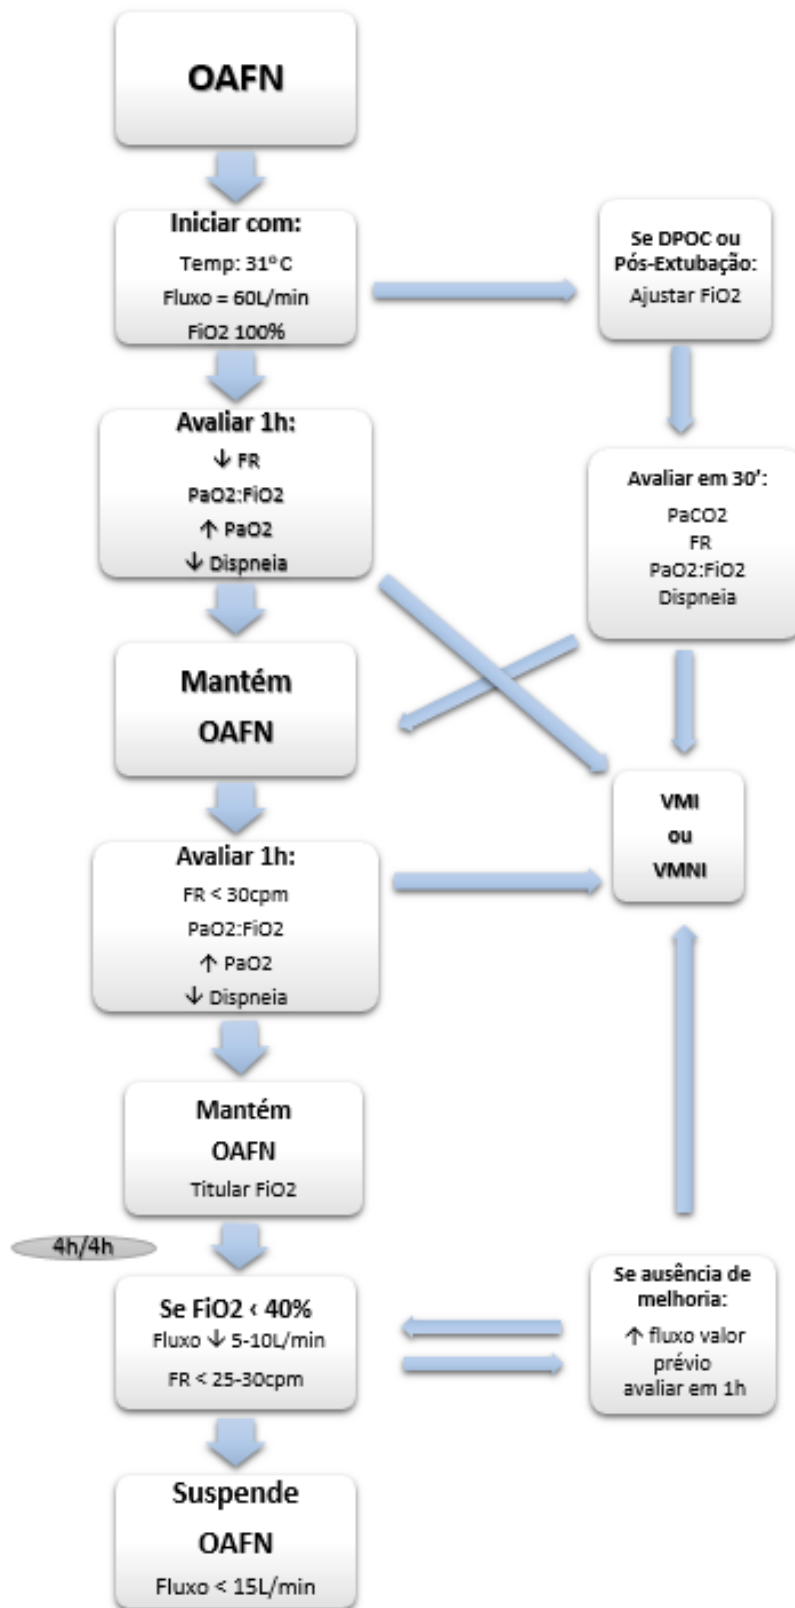 OAFN
Iniciar com:
Temp: 31º C
Fluxo = 60L/min
FiO2 100%
Se DPOC ou
Pós-Extubação:
Ajustar FiO2
Avaliar 1h:
↓ FR
PaO2:FiO2
↑ PaO2
↓ Dispneia
Avaliar em 30’:
PaCO2
FR
PaO2:FiO2
Dispneia
Mantém
OAFN
VMI
ou
VMNI
Avaliar 1h:
FR < 30cpm
PaO2:FiO2
↑ PaO2
↓ Dispneia
Mantém
OAFN
Titular FiO2
4h/4h
Se FiO2 < 40%
Fluxo ↓ 5-10L/min
FR < 25-30cpm
Se ausência de
melhoria:
↑ fluxo valor
prévio
avaliar em 1h
Suspende
OAFN
Fluxo < 15L/min